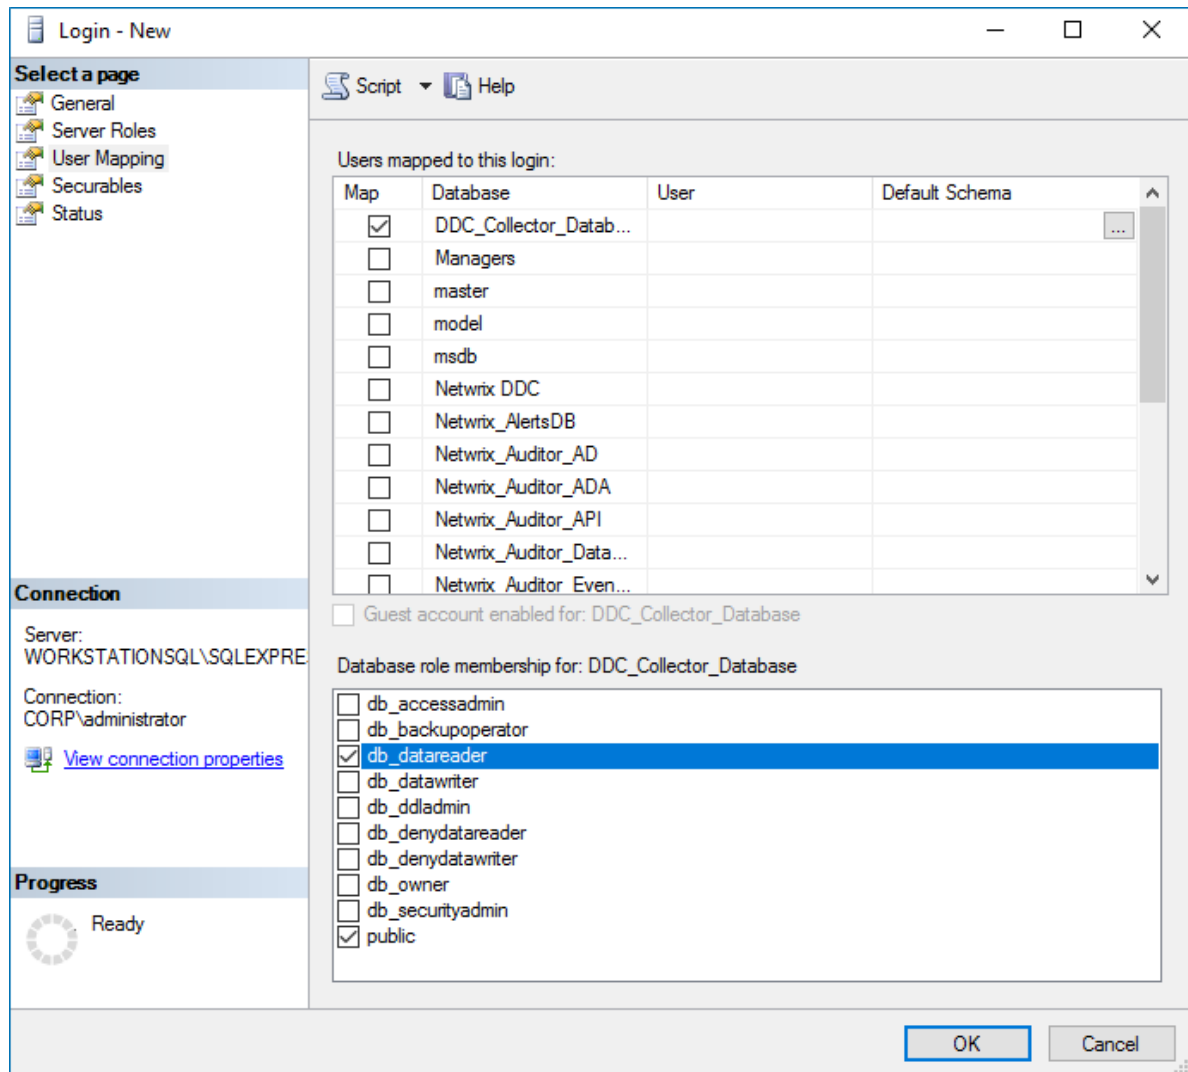 Login - New
Select a page
General
Server Roles
User Mapping
Securables
Status
Script
Help
Users mapped to this login:
Map Database User Default Schema
DDC_Collector_Datab... ...
Managers
master
model
msdb
Netwrix DDC
Netwrix_AlertsDB
Netwrix_Auditor_AD
Netwrix_Auditor_ADA
Netwrix_Auditor_API
Netwrix_Auditor_Data...
Netwrix_Auditor_Even...
Guest account enabled for: DDC_Collector_Database
Database role membership for: DDC_Collector_Database
db_accessadmin
db_backupoperator
db_datareader
db_datawriter
db_ddladmin
db_denydatareader
db_denydatawriter
db_owner
db_securityadmin
public
Connection
Server:
WORKSTATIONSQL\SQLEXPRE
Connection:
CORP\administrator
View connection properties
Progress
Ready
OK Cancel